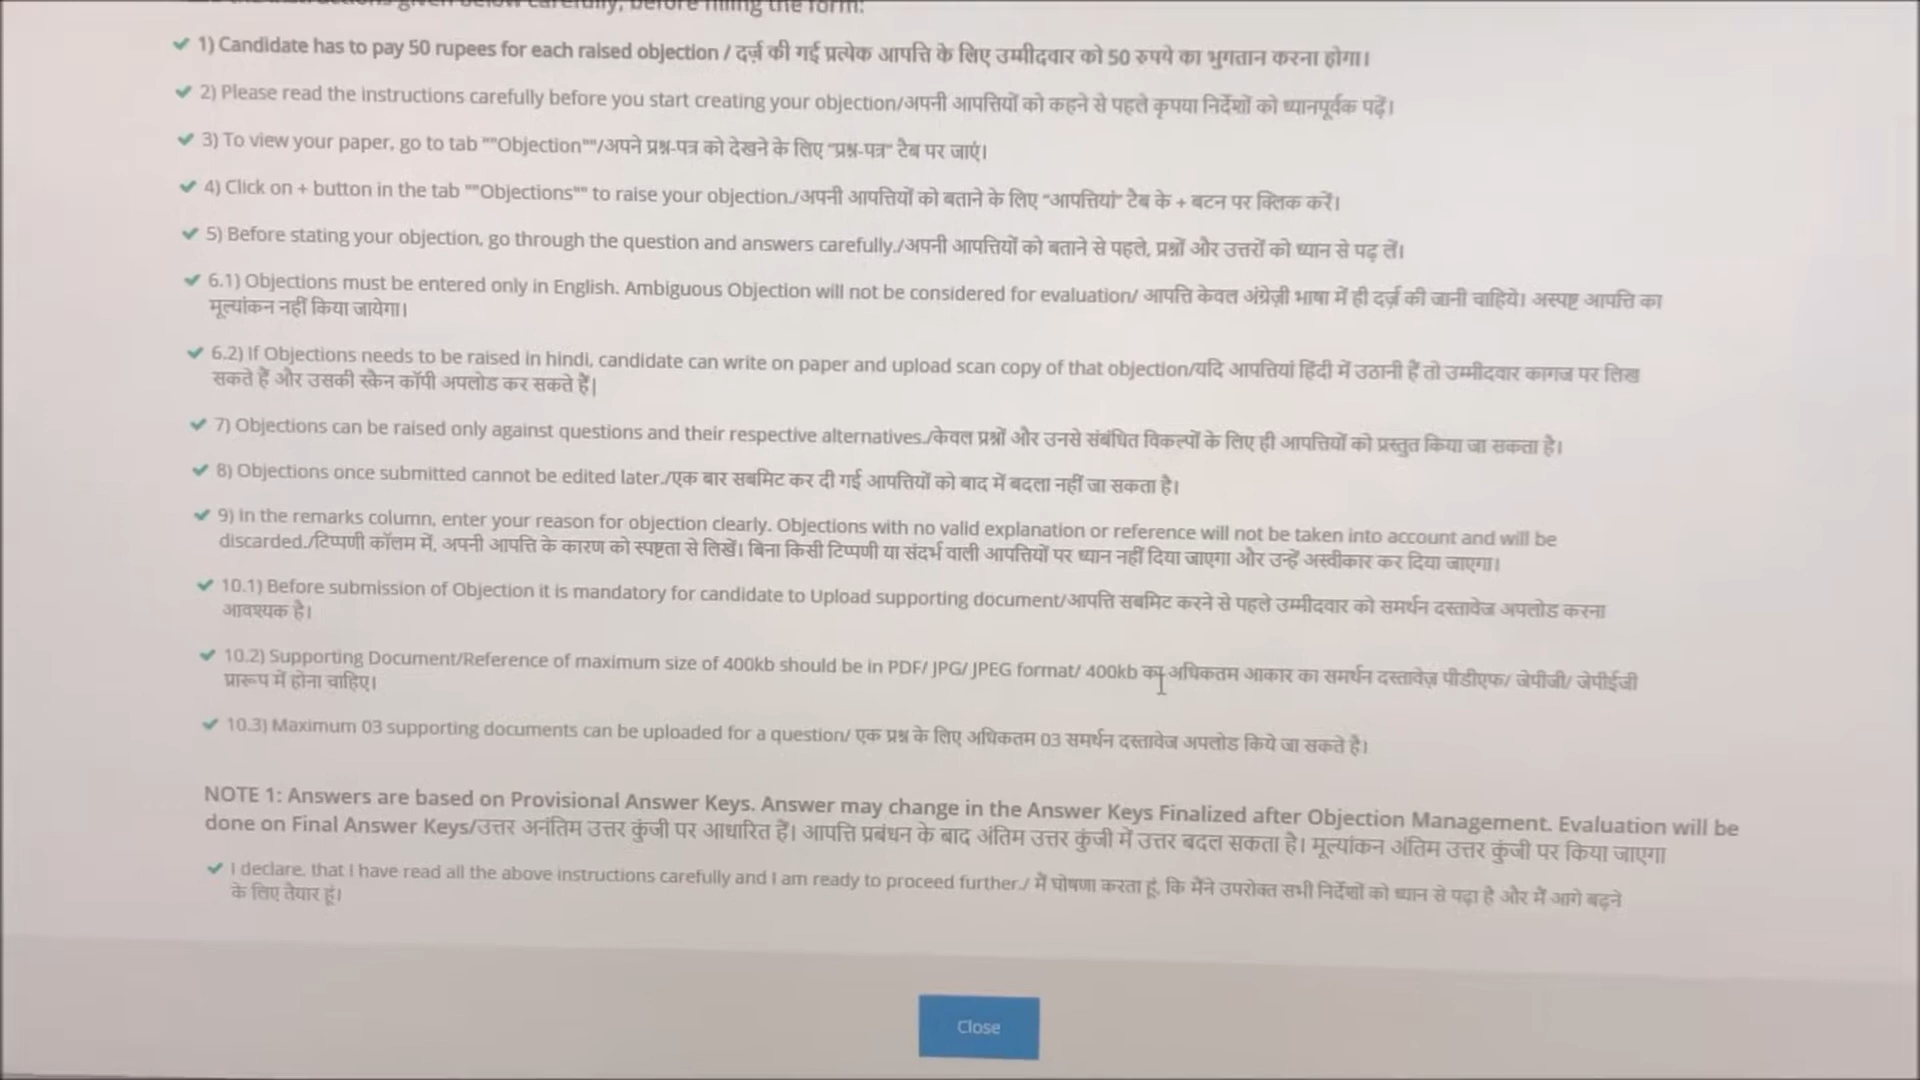 instructions given below carefully, before filling the form:
1) Candidate has to pay 50 rupees for each raised objection / दर्ज़ की गई प्रत्येक आपत्ति के लिए उम्मीदवार को 50 रुपये का भुगतान करना होगा।
2) Please read the instructions carefully before you start creating your objection/अपनी आपत्तियों को कहने से पहले कृपया निर्देशों को ध्यानपूर्वक पढ़ें।
3) To view your paper, go to tab ""Objection""/अपने प्रश्न-पत्र को देखने के लिए "प्रश्न-पत्र" टैब पर जाएं।
4) Click on + button in the tab ""Objections"" to raise your objection./अपनी आपत्तियों को बताने के लिए "आपत्तियां" टैब के + बटन पर क्लिक करें।
5) Before stating your objection, go through the question and answers carefully./अपनी आपत्तियों को बताने से पहले, प्रश्नों और उत्तरों को ध्यान से पढ़ लें।
6.1) Objections must be entered only in English. Ambiguous Objection will not be considered for evaluation/ आपत्ति केवल अंग्रेज़ी भाषा में ही दर्ज़ की जानी चाहिये। अस्पष्ट आपत्ति का
मूल्यांकन नहीं किया जायेगा।
6.2) If Objections needs to be raised in hindi, candidate can write on paper and upload scan copy of that objection/यदि आपत्तियां हिंदी में उठानी हैं तो उम्मीदवार कागज पर लिख
सकते हैं और उसकी स्कैन कॉपी अपलोड कर सकते हैं|
7) Objections can be raised only against questions and their respective alternatives./केवल प्रश्नों और उनसे संबंधित विकल्पों के लिए ही आपत्तियों को प्रस्तुत किया जा सकता है।
8) Objections once submitted cannot be edited later./एक बार सबमिट कर दी गई आपत्तियों को बाद में बदला नहीं जा सकता है।
9) In the remarks column, enter your reason for objection clearly. Objections with no valid explanation or reference will not be taken into account and will be
discarded./टिप्पणी कॉलम में, अपनी आपत्ति के कारण को स्पष्टता से लिखें। बिना किसी टिप्पणी या संदर्भ वाली आपत्तियों पर ध्यान नहीं दिया जाएगा और उन्हें अस्वीकार कर दिया जाएगा।
10.1) Before submission of Objection it is mandatory for candidate to Upload supporting document/आपत्ति सबमिट करने से पहले उम्मीदवार को समर्थन दस्तावेज अपलोड करना
आवश्यक है।
10.2) Supporting Document/Reference of maximum size of 400kb should be in PDF/ JPG/ JPEG format/ 400kb का अधिकतम आकार का समर्थन दस्तावेज़ पीडीएफ/ जेपीजी/ जेपीईजी
प्रारूप में होना चाहिए।
10.3) Maximum 03 supporting documents can be uploaded for a question/ एक प्रश्न के लिए अधिकतम 03 समर्थन दस्तावेज अपलोड किये जा सकते है।
NOTE 1: Answers are based on Provisional Answer Keys. Answer may change in the Answer Keys Finalized after Objection Management. Evaluation will be
done on Final Answer Keys/उत्तर अनंतिम उत्तर कुंजी पर आधारित हैं। आपत्ति प्रबंधन के बाद अंतिम उत्तर कुंजी में उत्तर बदल सकता है। मूल्यांकन अंतिम उत्तर कुंजी पर किया जाएगा
I declare, that I have read all the above instructions carefully and I am ready to proceed further./ मैं घोषणा करता हूं, कि मैंने उपरोक्त सभी निर्देशों को ध्यान से पढ़ा है और मैं आगे बढ़ने
के लिए तैयार हूं।
Close